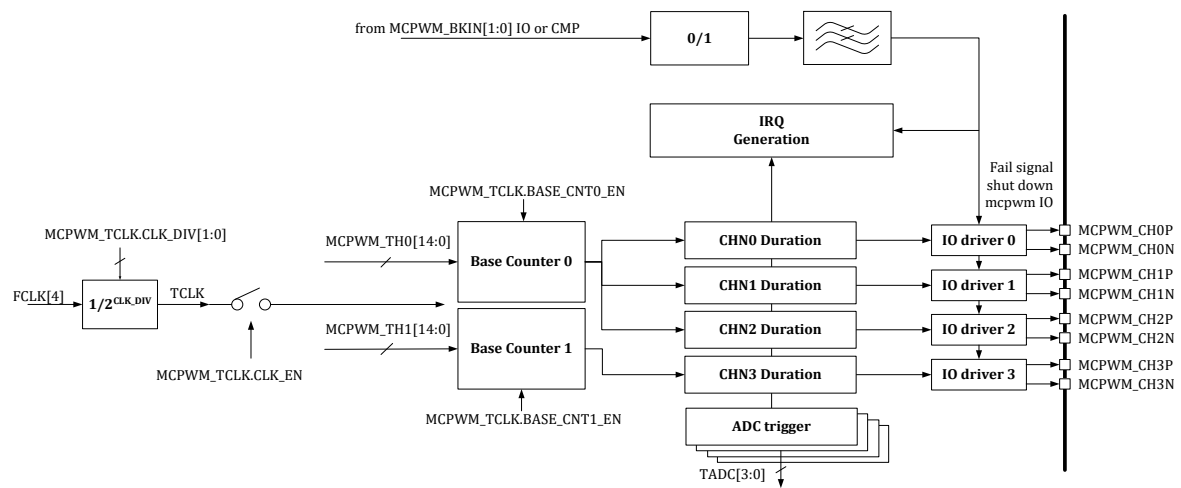 from MCPWM_BKIN[1:0] IO or CMP
0/1
IRQ
Generation
Fail signal
shut down
mcpwm IO
MCPWM_TCLK.BASE_CNT0_EN
MCPWM_TCLK.CLK_DIV[1:0]
MCPWM_TH0[14:0]
Base Counter 0
CHN0 Duration
IO driver 0
MCPWM_CH0P
MCPWM_CH0N
FCLK[4]
1/2CLK_DIV
TCLK
CHN1 Duration
IO driver 1
MCPWM_CH1P
MCPWM_CH1N
MCPWM_TH1[14:0]
Base Counter 1
CHN2 Duration
IO driver 2
MCPWM_CH2P
MCPWM_CH2N
MCPWM_TCLK.CLK_EN
CHN3 Duration
IO driver 3
MCPWM_CH3P
MCPWM_CH3N
MCPWM_TCLK.BASE_CNT1_EN
ADC trigger
TADC[3:0]